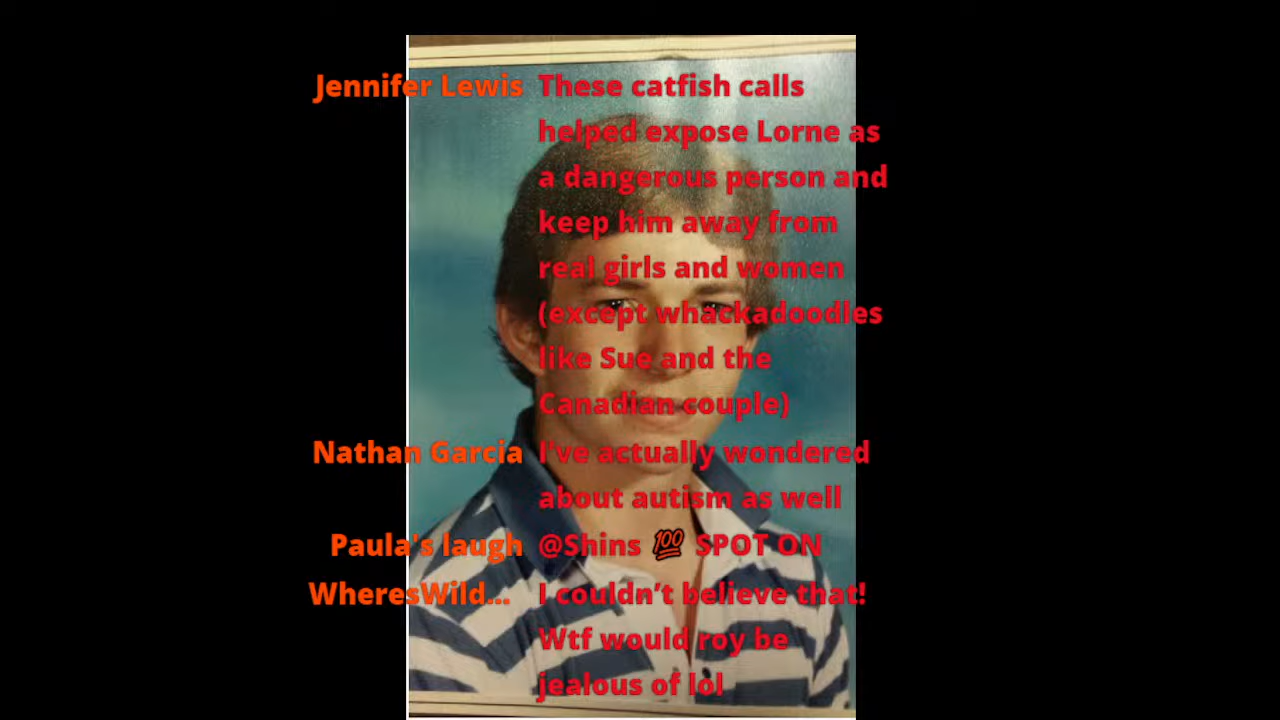 Jennifer Lewis These catfish calls
helped expose Lorne as
a dangerous person and
keep him away from
real girls and women
(except whackadoodles
like Sue and the
Canadian couple)
Nathan Garcia I've actually wondered
about autism as well
Paula's laugh @Shins 💯 SPOT ON
WheresWild... I couldn’t believe that!
Wtf would roy be
jealous of lol